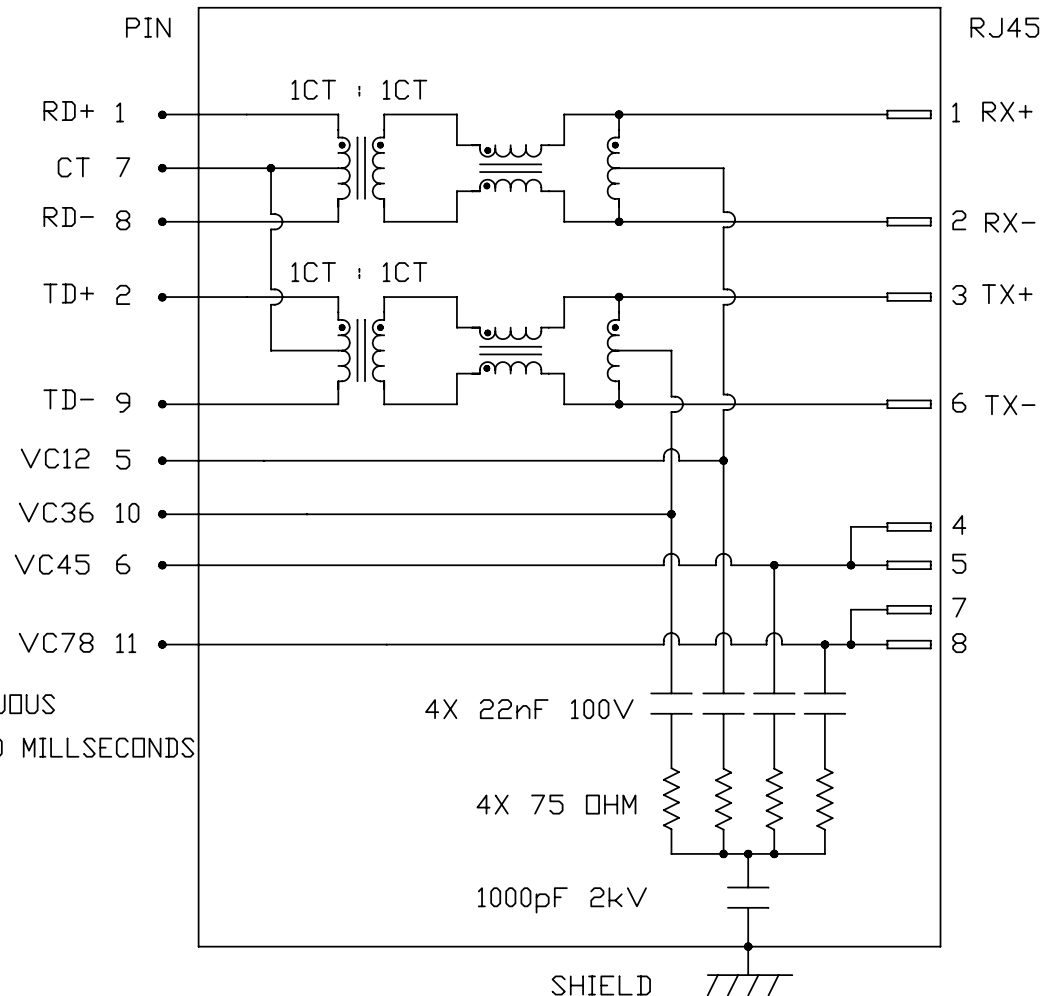 PIN
RJ45
1CT : 1CT
RD+ 1
1 RX+
CT 7
RD- 8
2 RX-
1CT : 1CT
TD+ 2
3 TX+
TD- 9
6 TX-
VC12 5
VC36 10
4
VC45 6
5
7
VC78 11
8
UOUS
4X 22nF 100V
MILLSECONDS
4X 75 OHM
1000pF 2kV
SHIELD